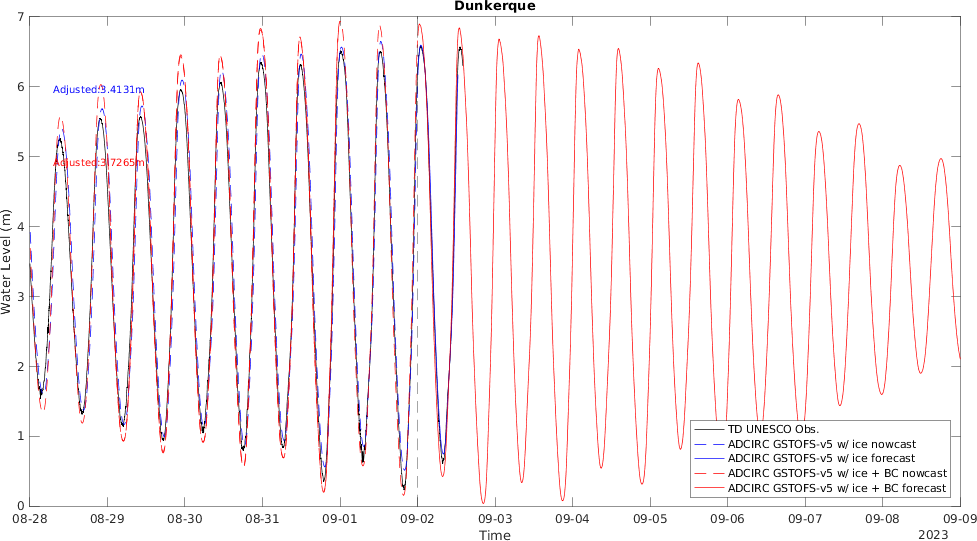 Dunkerque
7
6
5
4
3
2
1
0
Water Level (m)
Adjusted:3.4131m
Adjusted:3.7265m
TD UNESCO Obs.
ADCIRC GSTOFS-v5 w/ ice nowcast
ADCIRC GSTOFS-v5 w/ ice forecast
ADCIRC GSTOFS-v5 w/ ice + BC nowcast
ADCIRC GSTOFS-v5 w/ ice + BC forecast
08-28 08-29 08-30 08-31 09-01 09-02 09-03 09-04 09-05 09-06 09-07 09-08 09-09
Time
2023